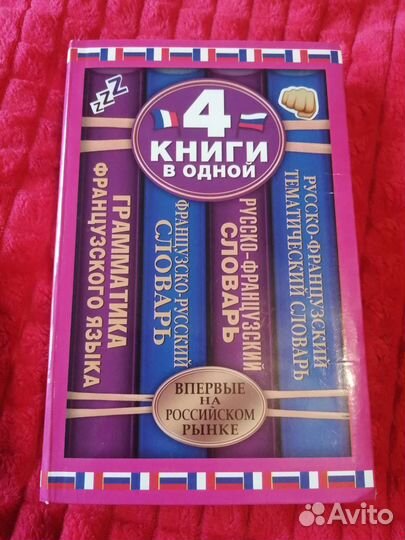 ZZZ
4
КНИГИ
В ОДНОЙ
ГРАММАТИКА
ФРАНЦУЗСКОГО ЯЗЫКА
ФРАНЦУЗСКО-РУССКИЙ
СЛОВАРЬ
РУССКО-ФРАНЦУЗСКИЙ
СЛОВАРЬ
РУССКО-ФРАНЦУЗСКИЙ
ТЕМАТИЧЕСКИЙ СЛОВАРЬ
ВПЕРВЫЕ
НА
РОССИЙСКОМ
РЫНКЕ
Avito